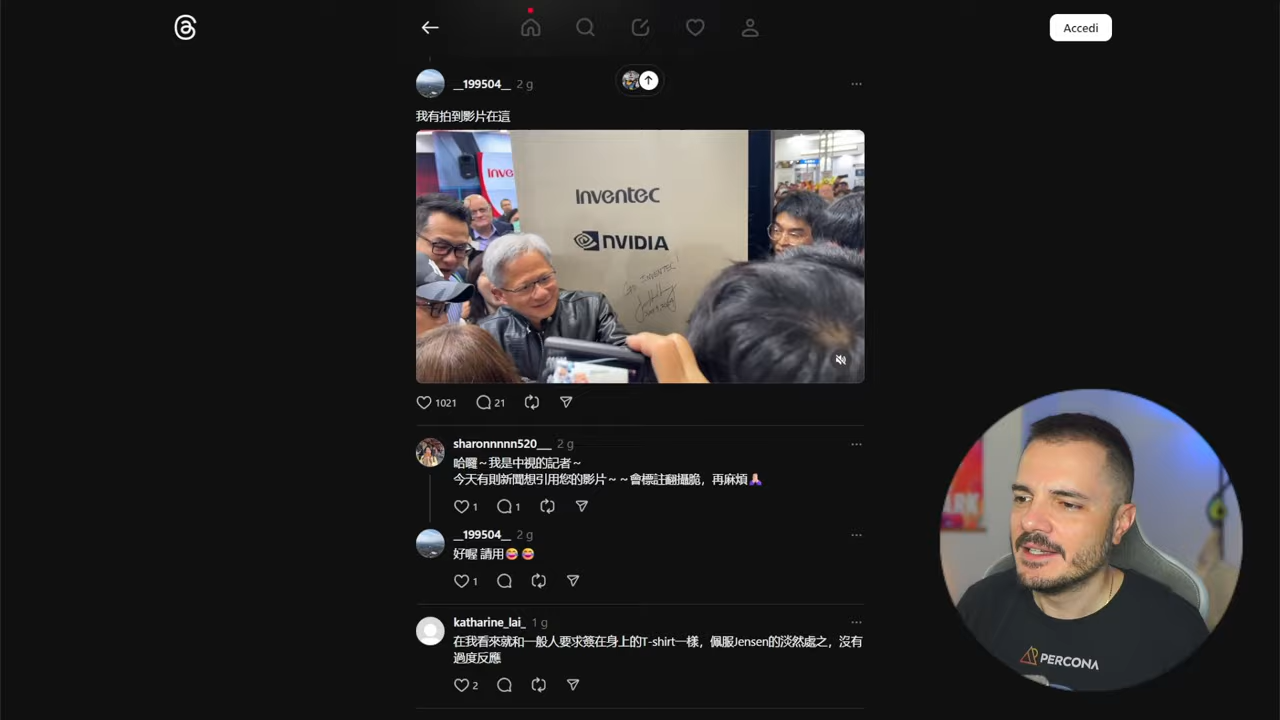 Accedi
__199504__ 2 g
我有拍到影片在這
Inve
Inventec
NVIDIA
GO INVENTEC!
1021 21
sharonnnnn520__ 2 g
哈囉～我是中視的記者～
今天有則新聞想引用您的影片～～會標註翻攝脆，再麻煩🙏🏻
1 1
__199504__ 2 g
好喔 請用😂😂
1
katharine_lai_ 1 g
在我看來就和一般人要求簽在身上的T-shirt一樣，佩服Jensen的淡然處之，沒有
過度反應
2
ARK
PERCONA